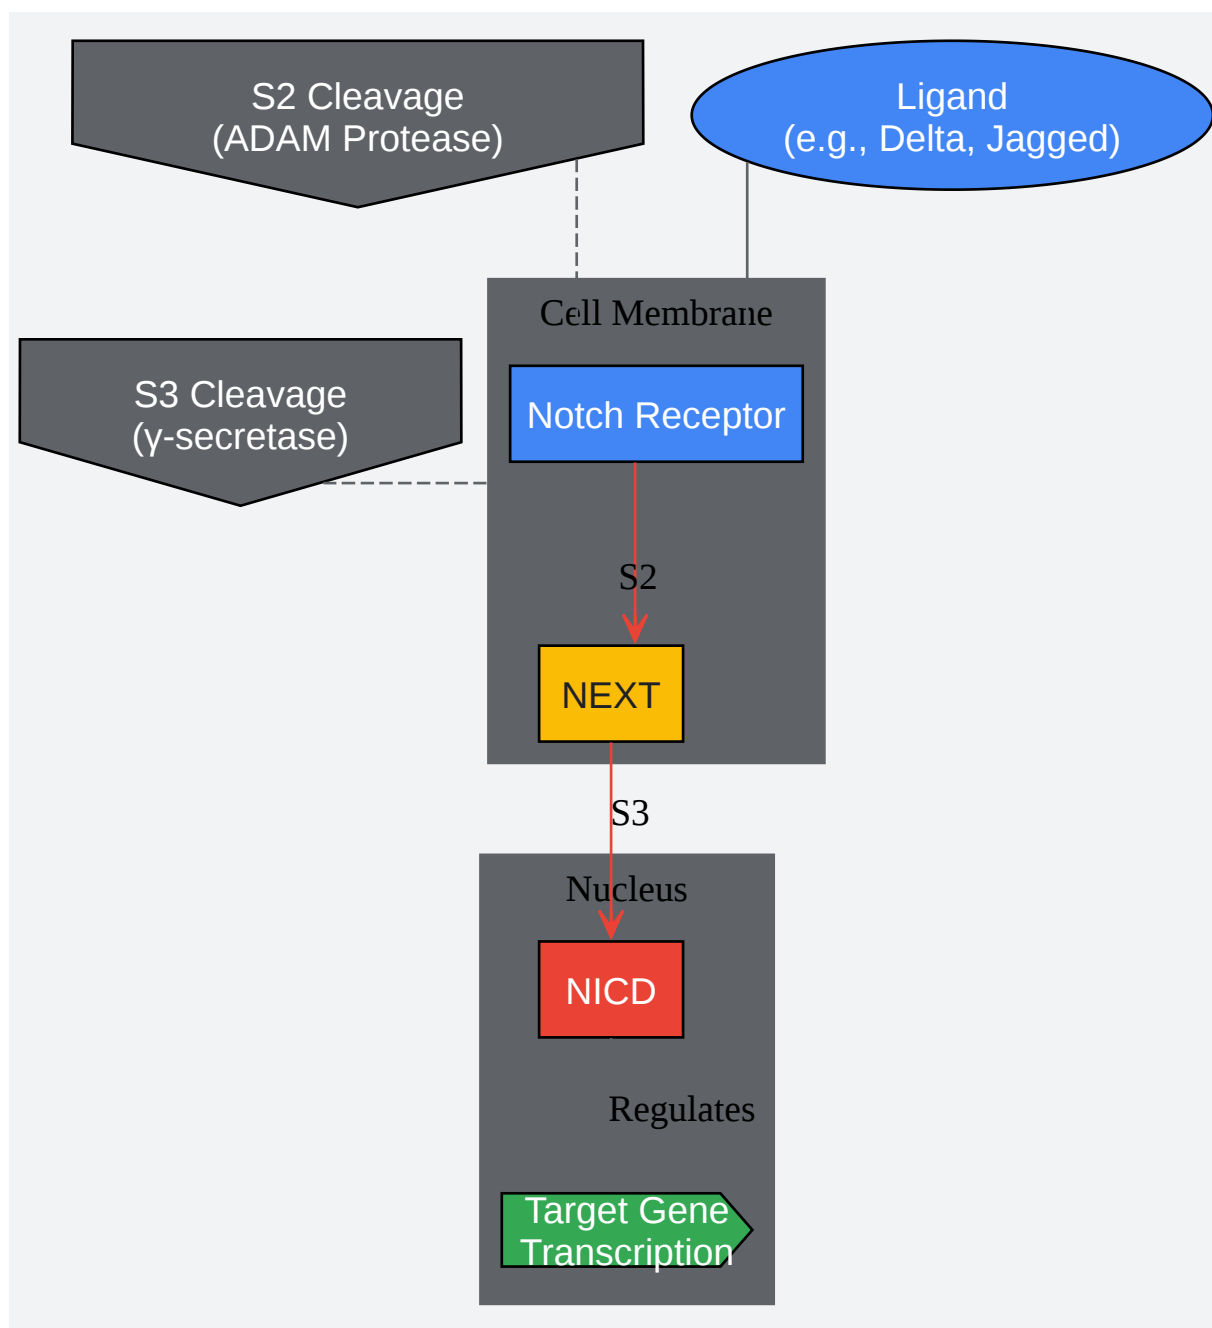 S2 Cleavage
(ADAM Protease)
Ligand
(e.g., Delta, Jagged)
Cell Membrane
S3 Cleavage
(γ-secretase)
Notch Receptor
S2
NEXT
S3
Nucleus
NICD
Regulates
Target Gene
Transcription